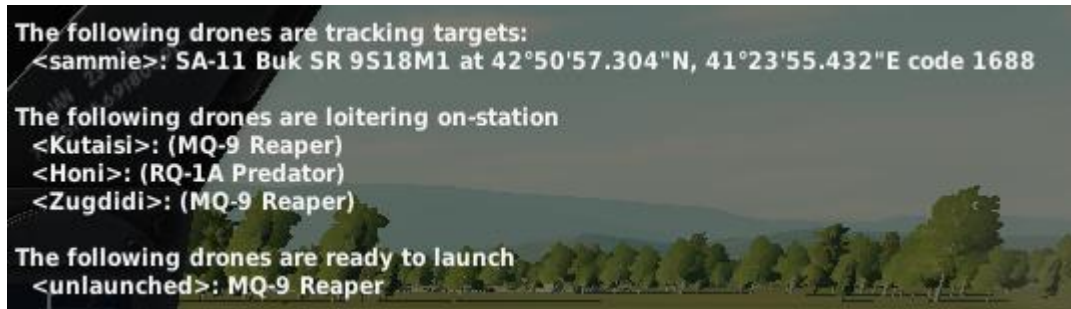 The following drones are tracking targets:
<sammie>: SA-11 Buk SR 9S18M1 at 42°50'57.304"N, 41°23'55.432"E code 1688
The following drones are loitering on-station
<Kutaisi>: (MQ-9 Reaper)
<Honi>: (RQ-1A Predator)
<Zugdidi>: (MQ-9 Reaper)
The following drones are ready to launch
<unlaunched>: MQ-9 Reaper